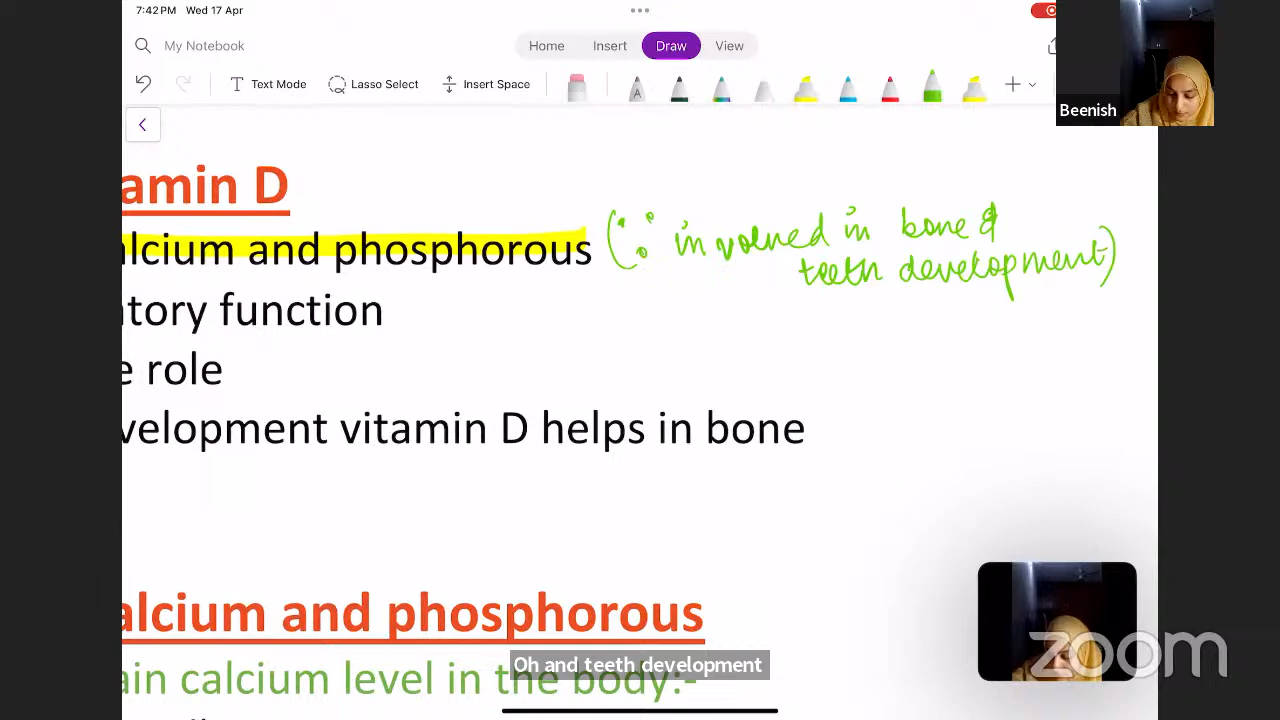 7:42 PM Wed 17 Apr
My Notebook
Home Insert Draw View
Text Mode Lasso Select Insert Space
Beenish
amin D
alcium and phosphorous (∵ involved in bone &
teeth development)
atory function
e role
velopment vitamin D helps in bone
alcium and phosphorous
ain calcium level in the body:-
Oh and teeth development
zoom